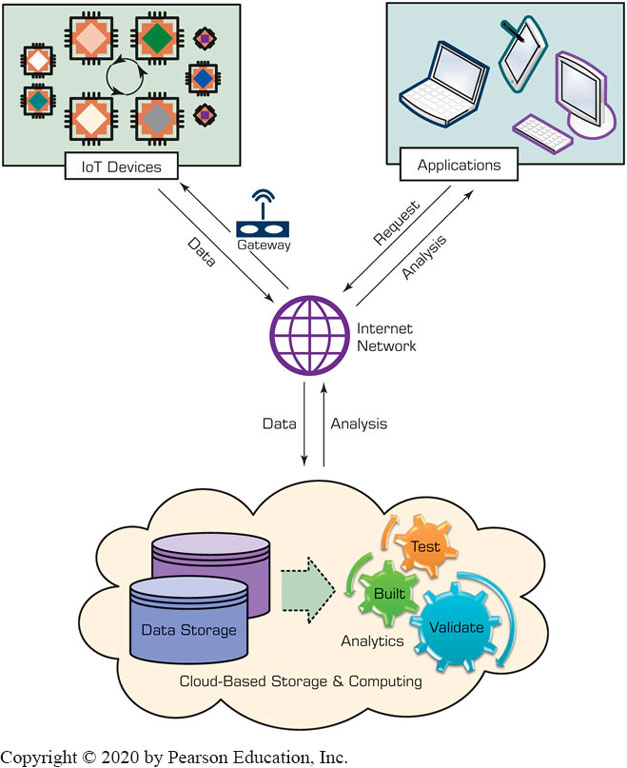 IoT Devices
Applications
Gateway
Data
Request
Analysis
Internet
Network
Data
Analysis
Test
Built
Validate
Data Storage
Analytics
Cloud-Based Storage & Computing
Copyright © 2020 by Pearson Education, Inc.